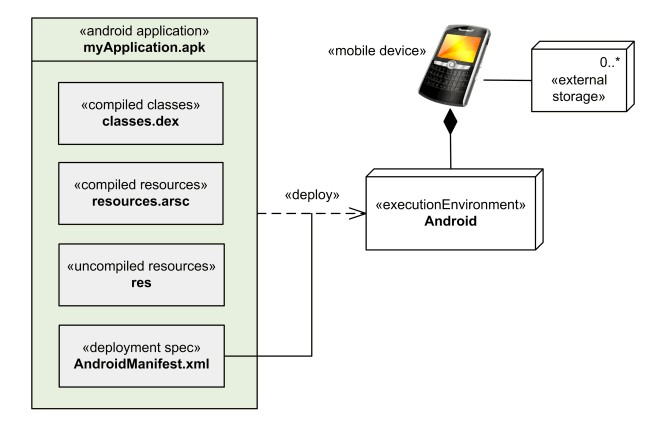 «android application»
myApplication.apk
«compiled classes»
classes.dex
«compiled resources»
resources.arsc
«uncompiled resources»
res
«deployment spec»
AndroidManifest.xml
«deploy»
«mobile device»
0..*
«external
storage»
«executionEnvironment»
Android